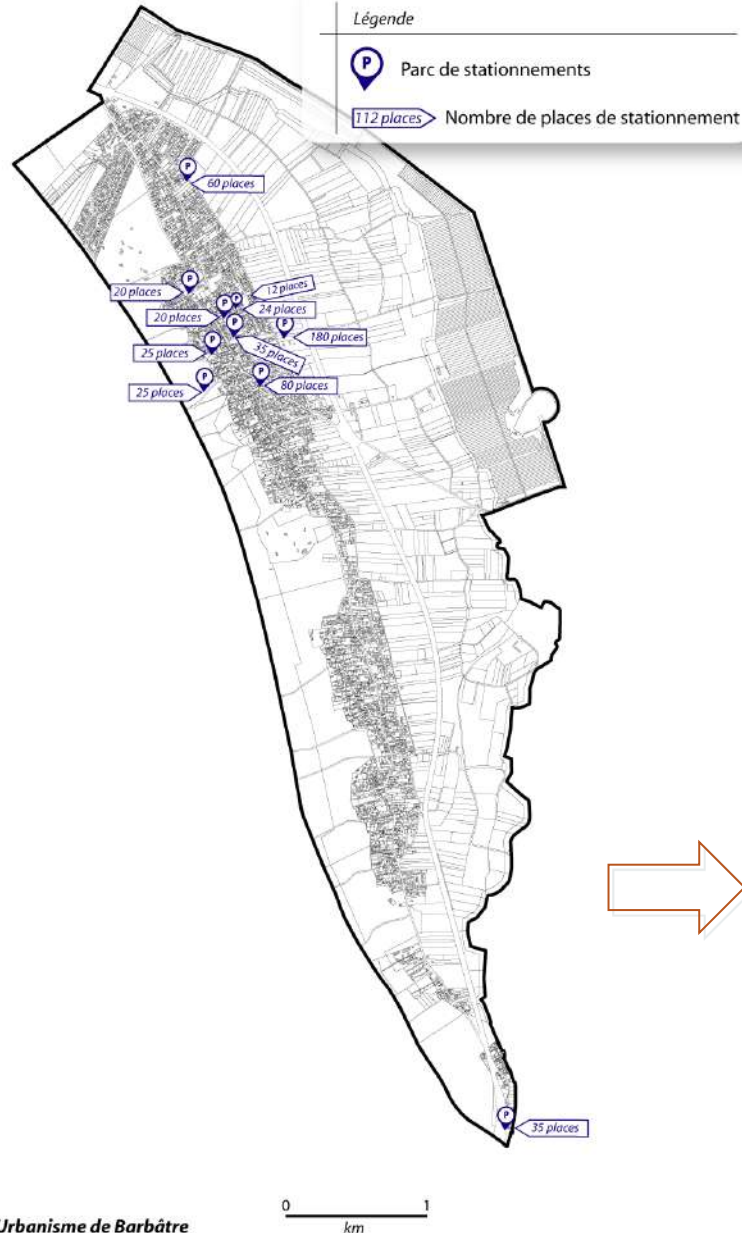 Légende
P Parc de stationnements
112 places Nombre de places de stationnement
P
60 places
P
20 places
P
12 places
P
24 places
20 places
P
P
180 places
P
35 places
25 places
P
P
80 places
25 places
P
35 places
0 1
km
Urbanisme de Barbâtre